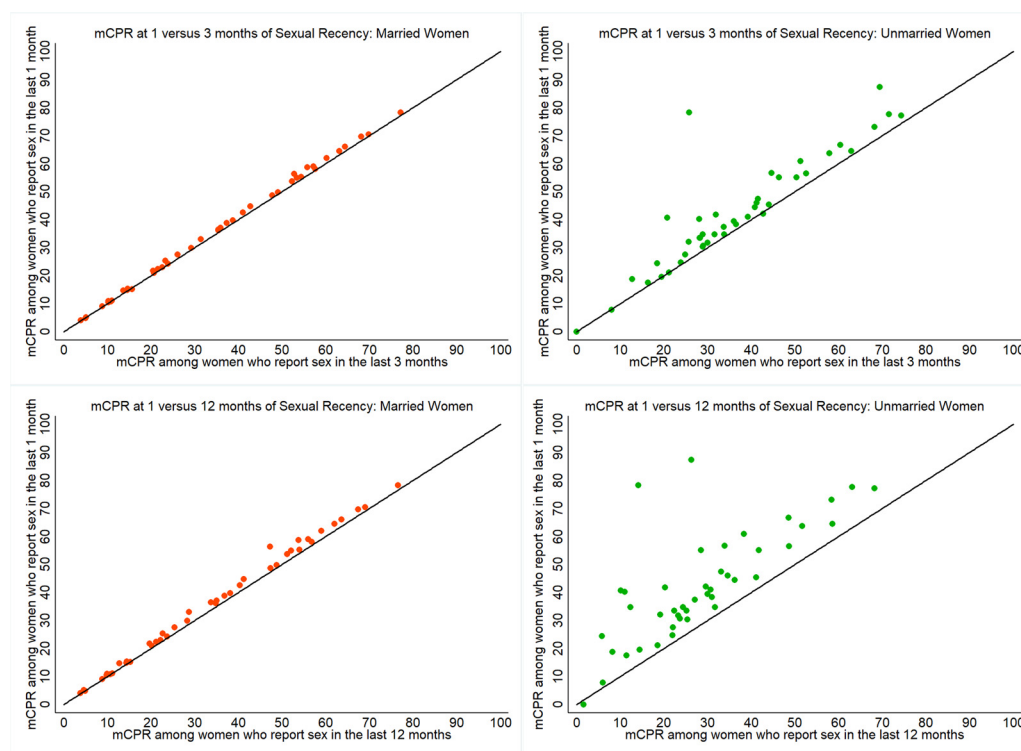 mCPR at 1 versus 3 months of Sexual Recency: Married Women
mCPR among women who report sex in the last 1 month
0 10 20 30 40 50 60 70 80 90 100
0 10 20 30 40 50 60 70 80 90 100
mCPR among women who report sex in the last 3 months
mCPR at 1 versus 3 months of Sexual Recency: Unmarried Women
mCPR among women who report sex in the last 1 month
0 10 20 30 40 50 60 70 80 90 100
0 10 20 30 40 50 60 70 80 90 100
mCPR among women who report sex in the last 3 months
mCPR at 1 versus 12 months of Sexual Recency: Married Women
mCPR among women who report sex in the last 1 month
0 10 20 30 40 50 60 70 80 90 100
0 10 20 30 40 50 60 70 80 90 100
mCPR among women who report sex in the last 12 months
mCPR at 1 versus 12 months of Sexual Recency: Unmarried Women
mCPR among women who report sex in the last 1 month
0 10 20 30 40 50 60 70 80 90 100
0 10 20 30 40 50 60 70 80 90 100
mCPR among women who report sex in the last 12 months